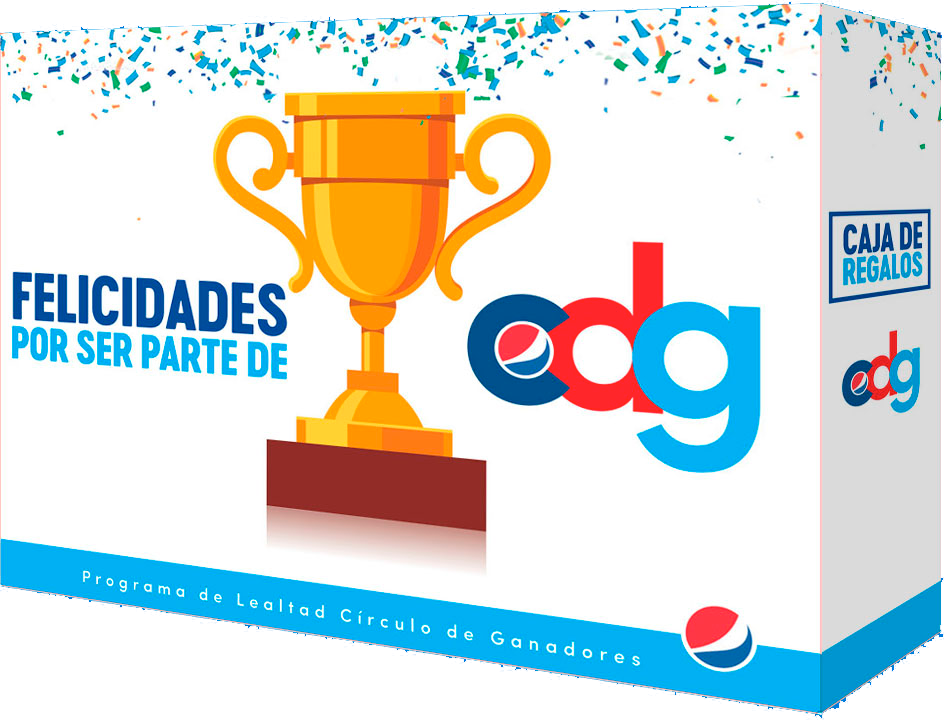 FELICIDADES
POR SER PARTE DE
cdg
Programa de Lealtad Círculo de Ganadores
CAJA DE
REGALOS
cdg